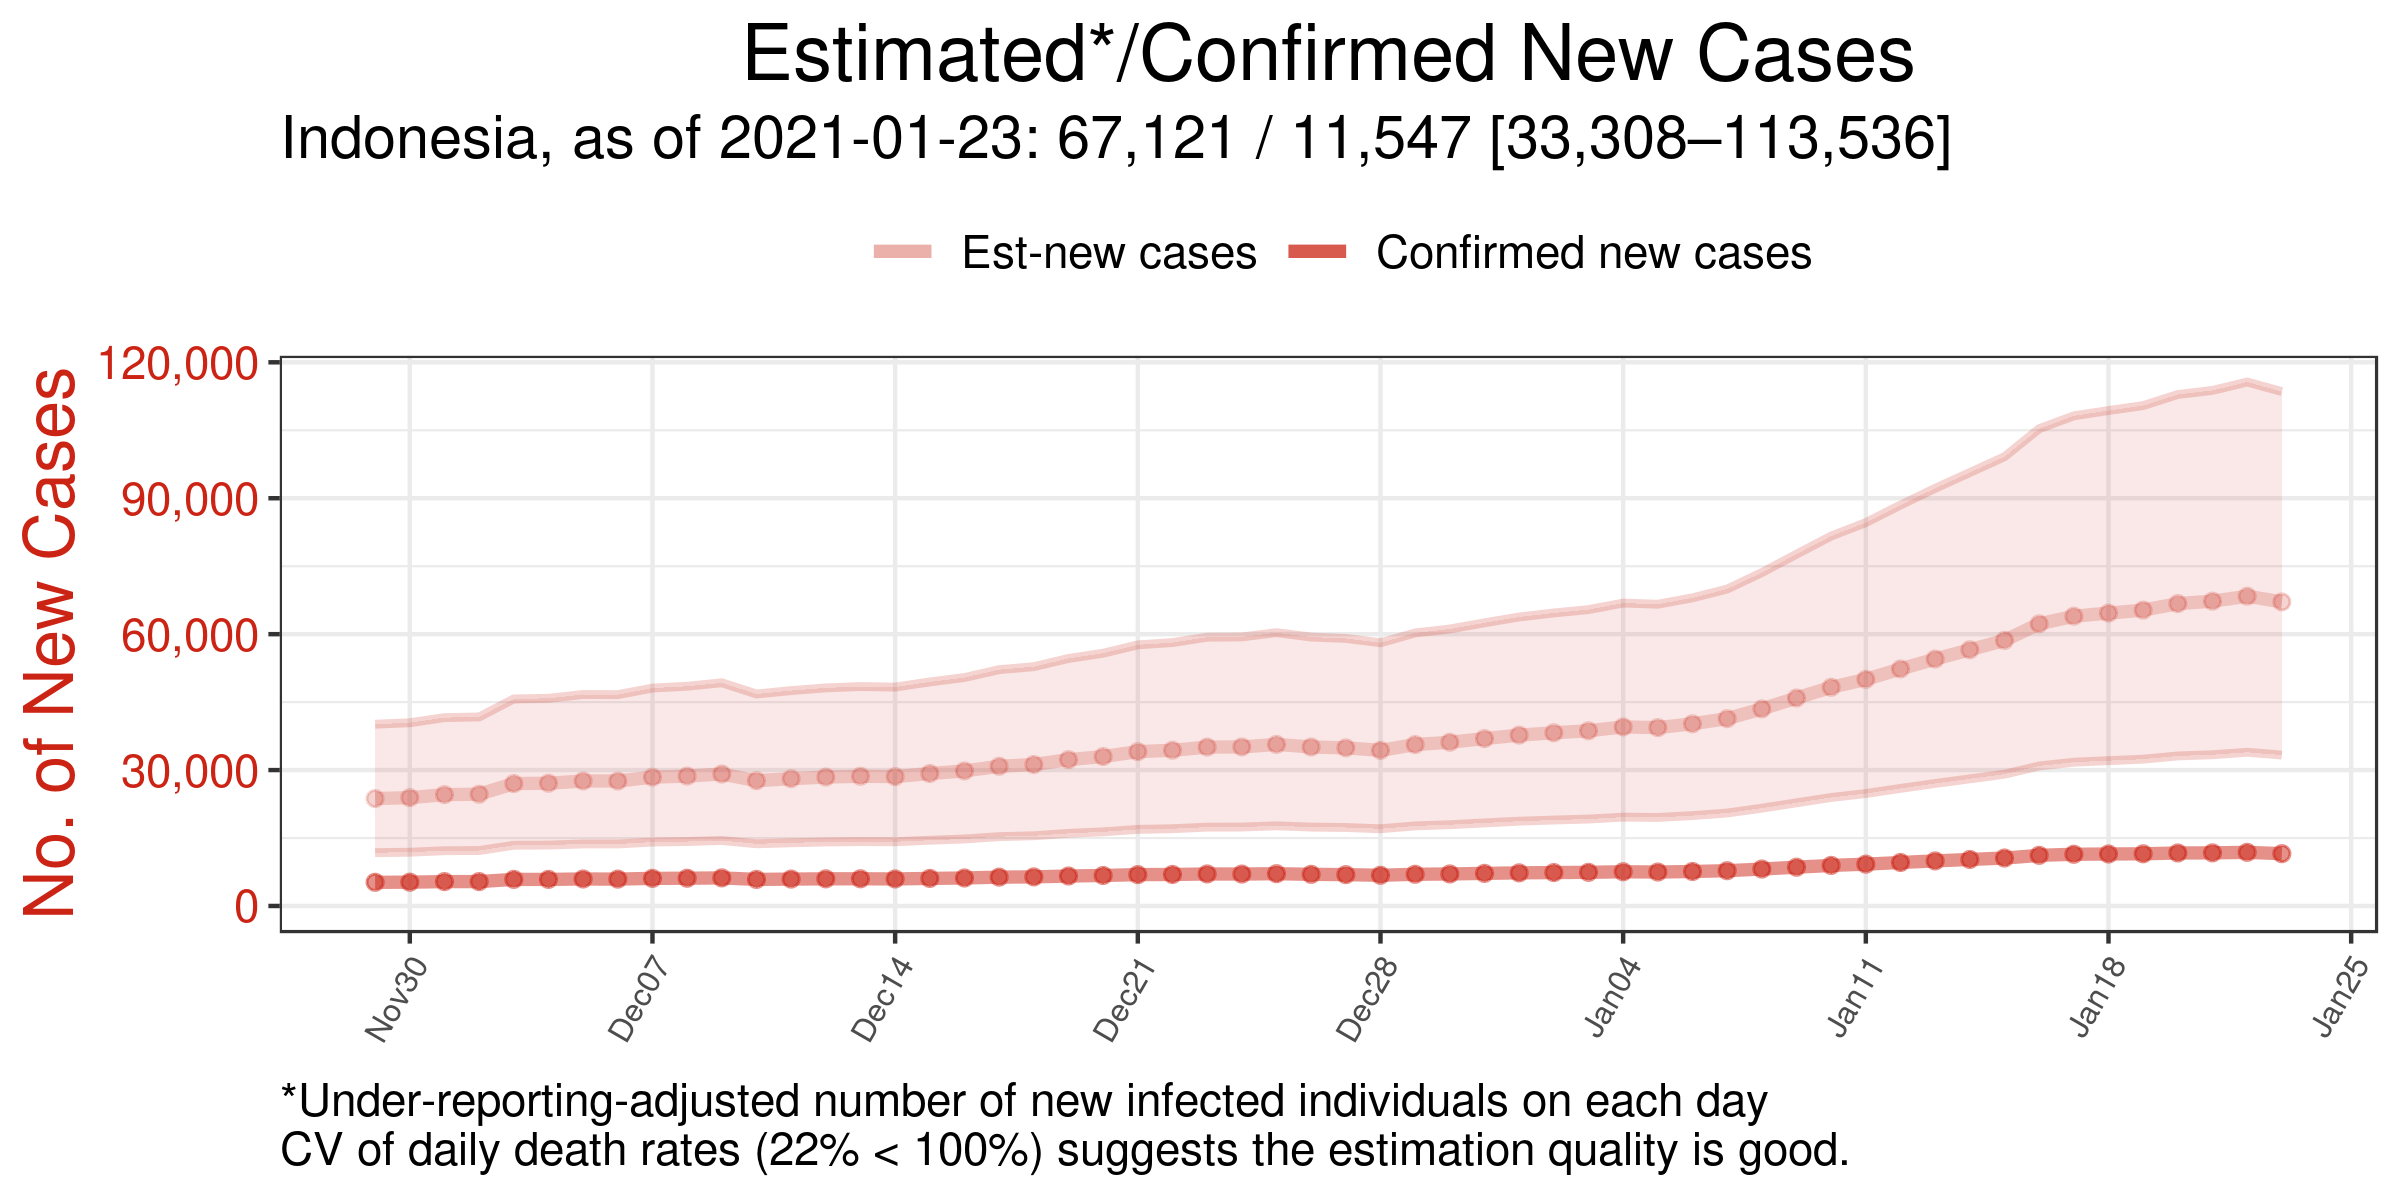 Estimated*/Confirmed New Cases
Indonesia, as of 2021-01-23: 67,121 / 11,547 [33,308–113,536]
Est-new cases Confirmed new cases
No. of New Cases
120,000
90,000
60,000
30,000
0
Nov30 Dec07 Dec14 Dec21 Dec28 Jan04 Jan11 Jan18 Jan25
*Under-reporting-adjusted number of new infected individuals on each day
CV of daily death rates (22% < 100%) suggests the estimation quality is good.